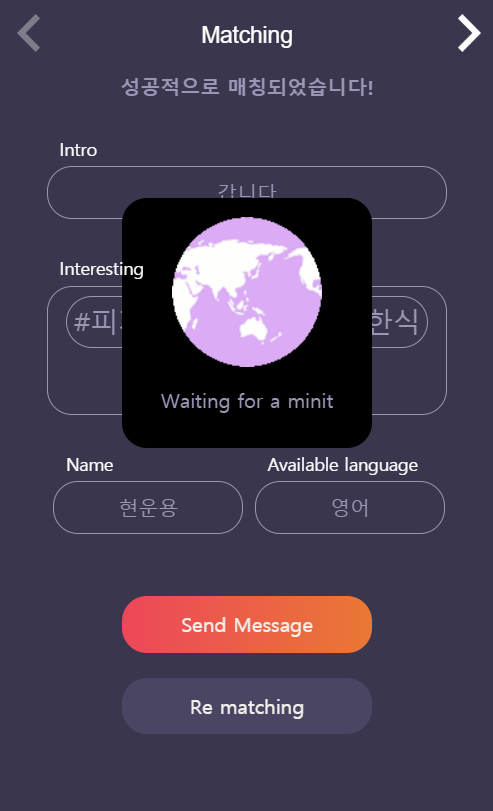 Matching
성공적으로 매칭되었습니다!
Intro
갑니다
Interesting
#피
한식
Waiting for a minit
Name
Available language
현운용
영어
Send Message
Re matching